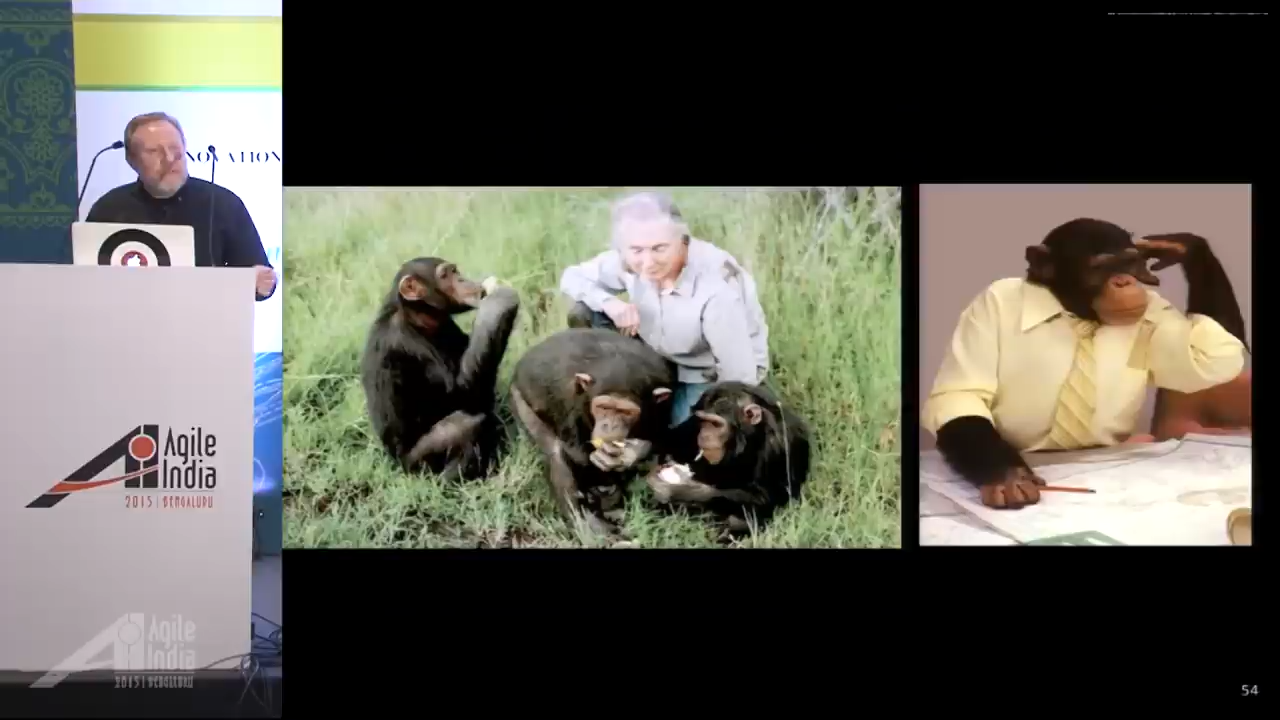 NOVATION
Agile
India
2015 | BENGALURU
Agile
India
2015 | BENGALURU
54